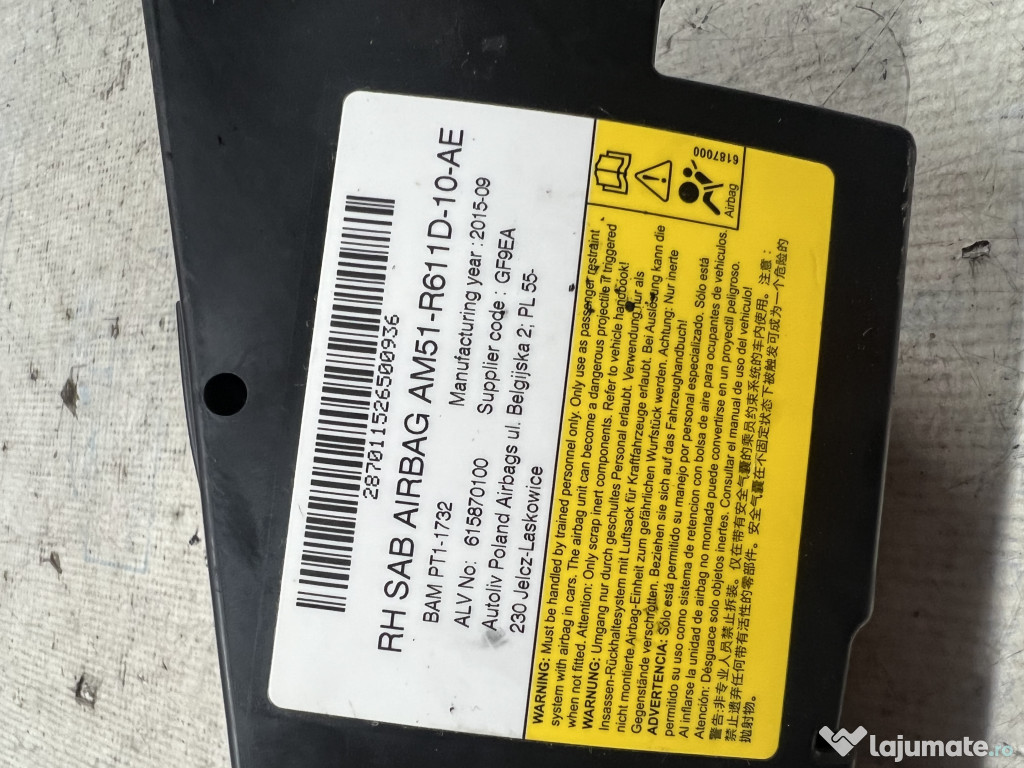 287011526500936
RH SAB AIRBAG AM51-R611D-10-AE
BAM PT1-1732
Manufacturing year : 2015-09
ALV No: 615870100
Supplier code : GF9EA
Autoliv Poland Airbags ul. Belgijska 2; PL 55-
230 Jelcz-Laskowice
6187000
Airbag
WARNING: Must be handled by trained personnel only. Only use as passenger restraint
system with airbag in cars. The airbag unit can become a dangerous projectile if triggered
when not fitted. Attention: Only scrap inert components. Refer to vehicle handbook!
WARNUNG: Umgang nur durch geschultes Personal erlaubt. Verwendung nur als
Insassen-Rückhaltesystem mit Luftsack für Kraftfahrzeuge erlaubt. Bei Auslösung kann die
nicht montierte Airbag-Einheit zum gefährlichen Wurfstück werden. Achtung: Nur inerte
Gegenstände verschrotten. Beziehen sie sich auf das Fahrzeughandbuch!
ADVERTENCIA: Sólo está permitido su manejo por personal especializado. Sólo está
permitido su uso como sistema de retencion con bolsa de aire para ocupantes de vehículos.
Al inflarse la unidad de airbag no montada puede convertirse en un proyectil peligroso.
Atención: Désguace solo objetos inertes. Consultar el manual de uso del vehiculo!
警告:非专业人员禁止拆装。仅在带有安全气囊的乘员约束系统的车内使用。注意:
禁止遗弃任何带有活性的零部件。安全气囊在不固定状态下被触发可成为一个危险的
抛射物。
lajumate.ro